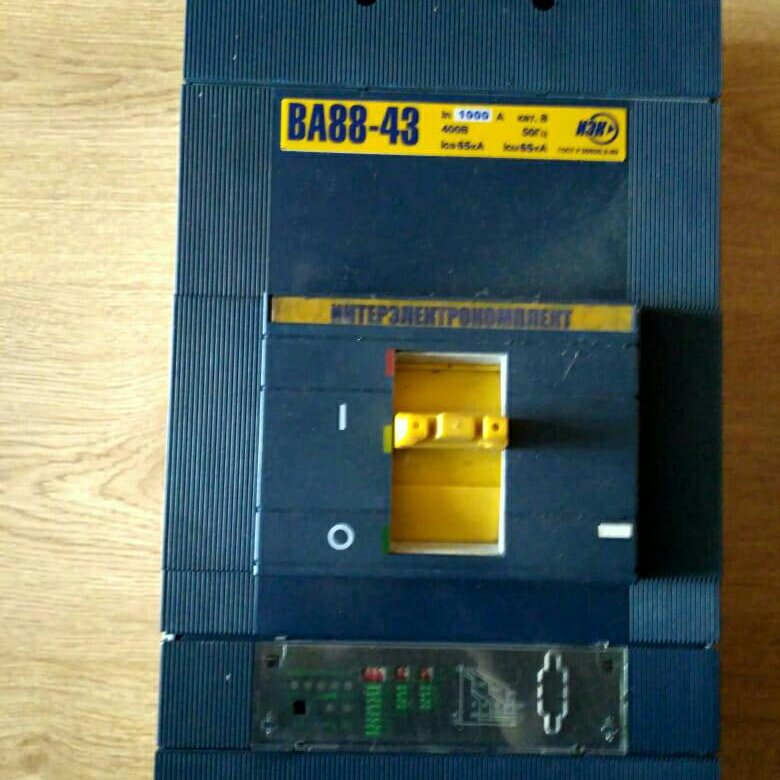 ВА88-43
In 1000 А кат. В
400В 50Гц
Ics 65кА Icu 65кА
ИЭК
ИНТЕРЭЛЕКТРОКОМПЛЕКТ
I
O